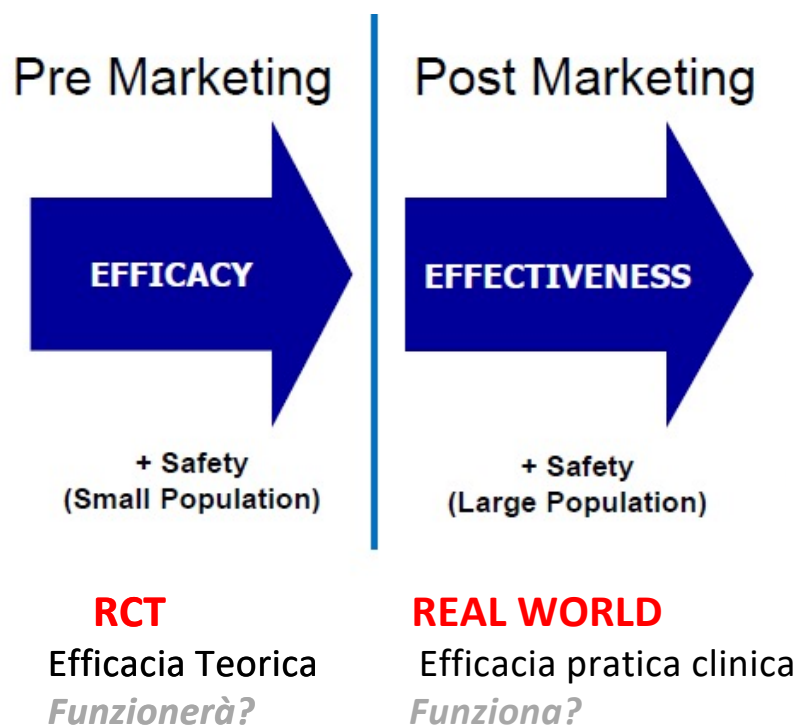 Pre Marketing
EFFICACY
+ Safety
(Small Population)
RCT
Efficacia Teorica
Funzionerà?
Post Marketing
EFFECTIVENESS
+ Safety
(Large Population)
REAL WORLD
Efficacia pratica clinica
Funziona?